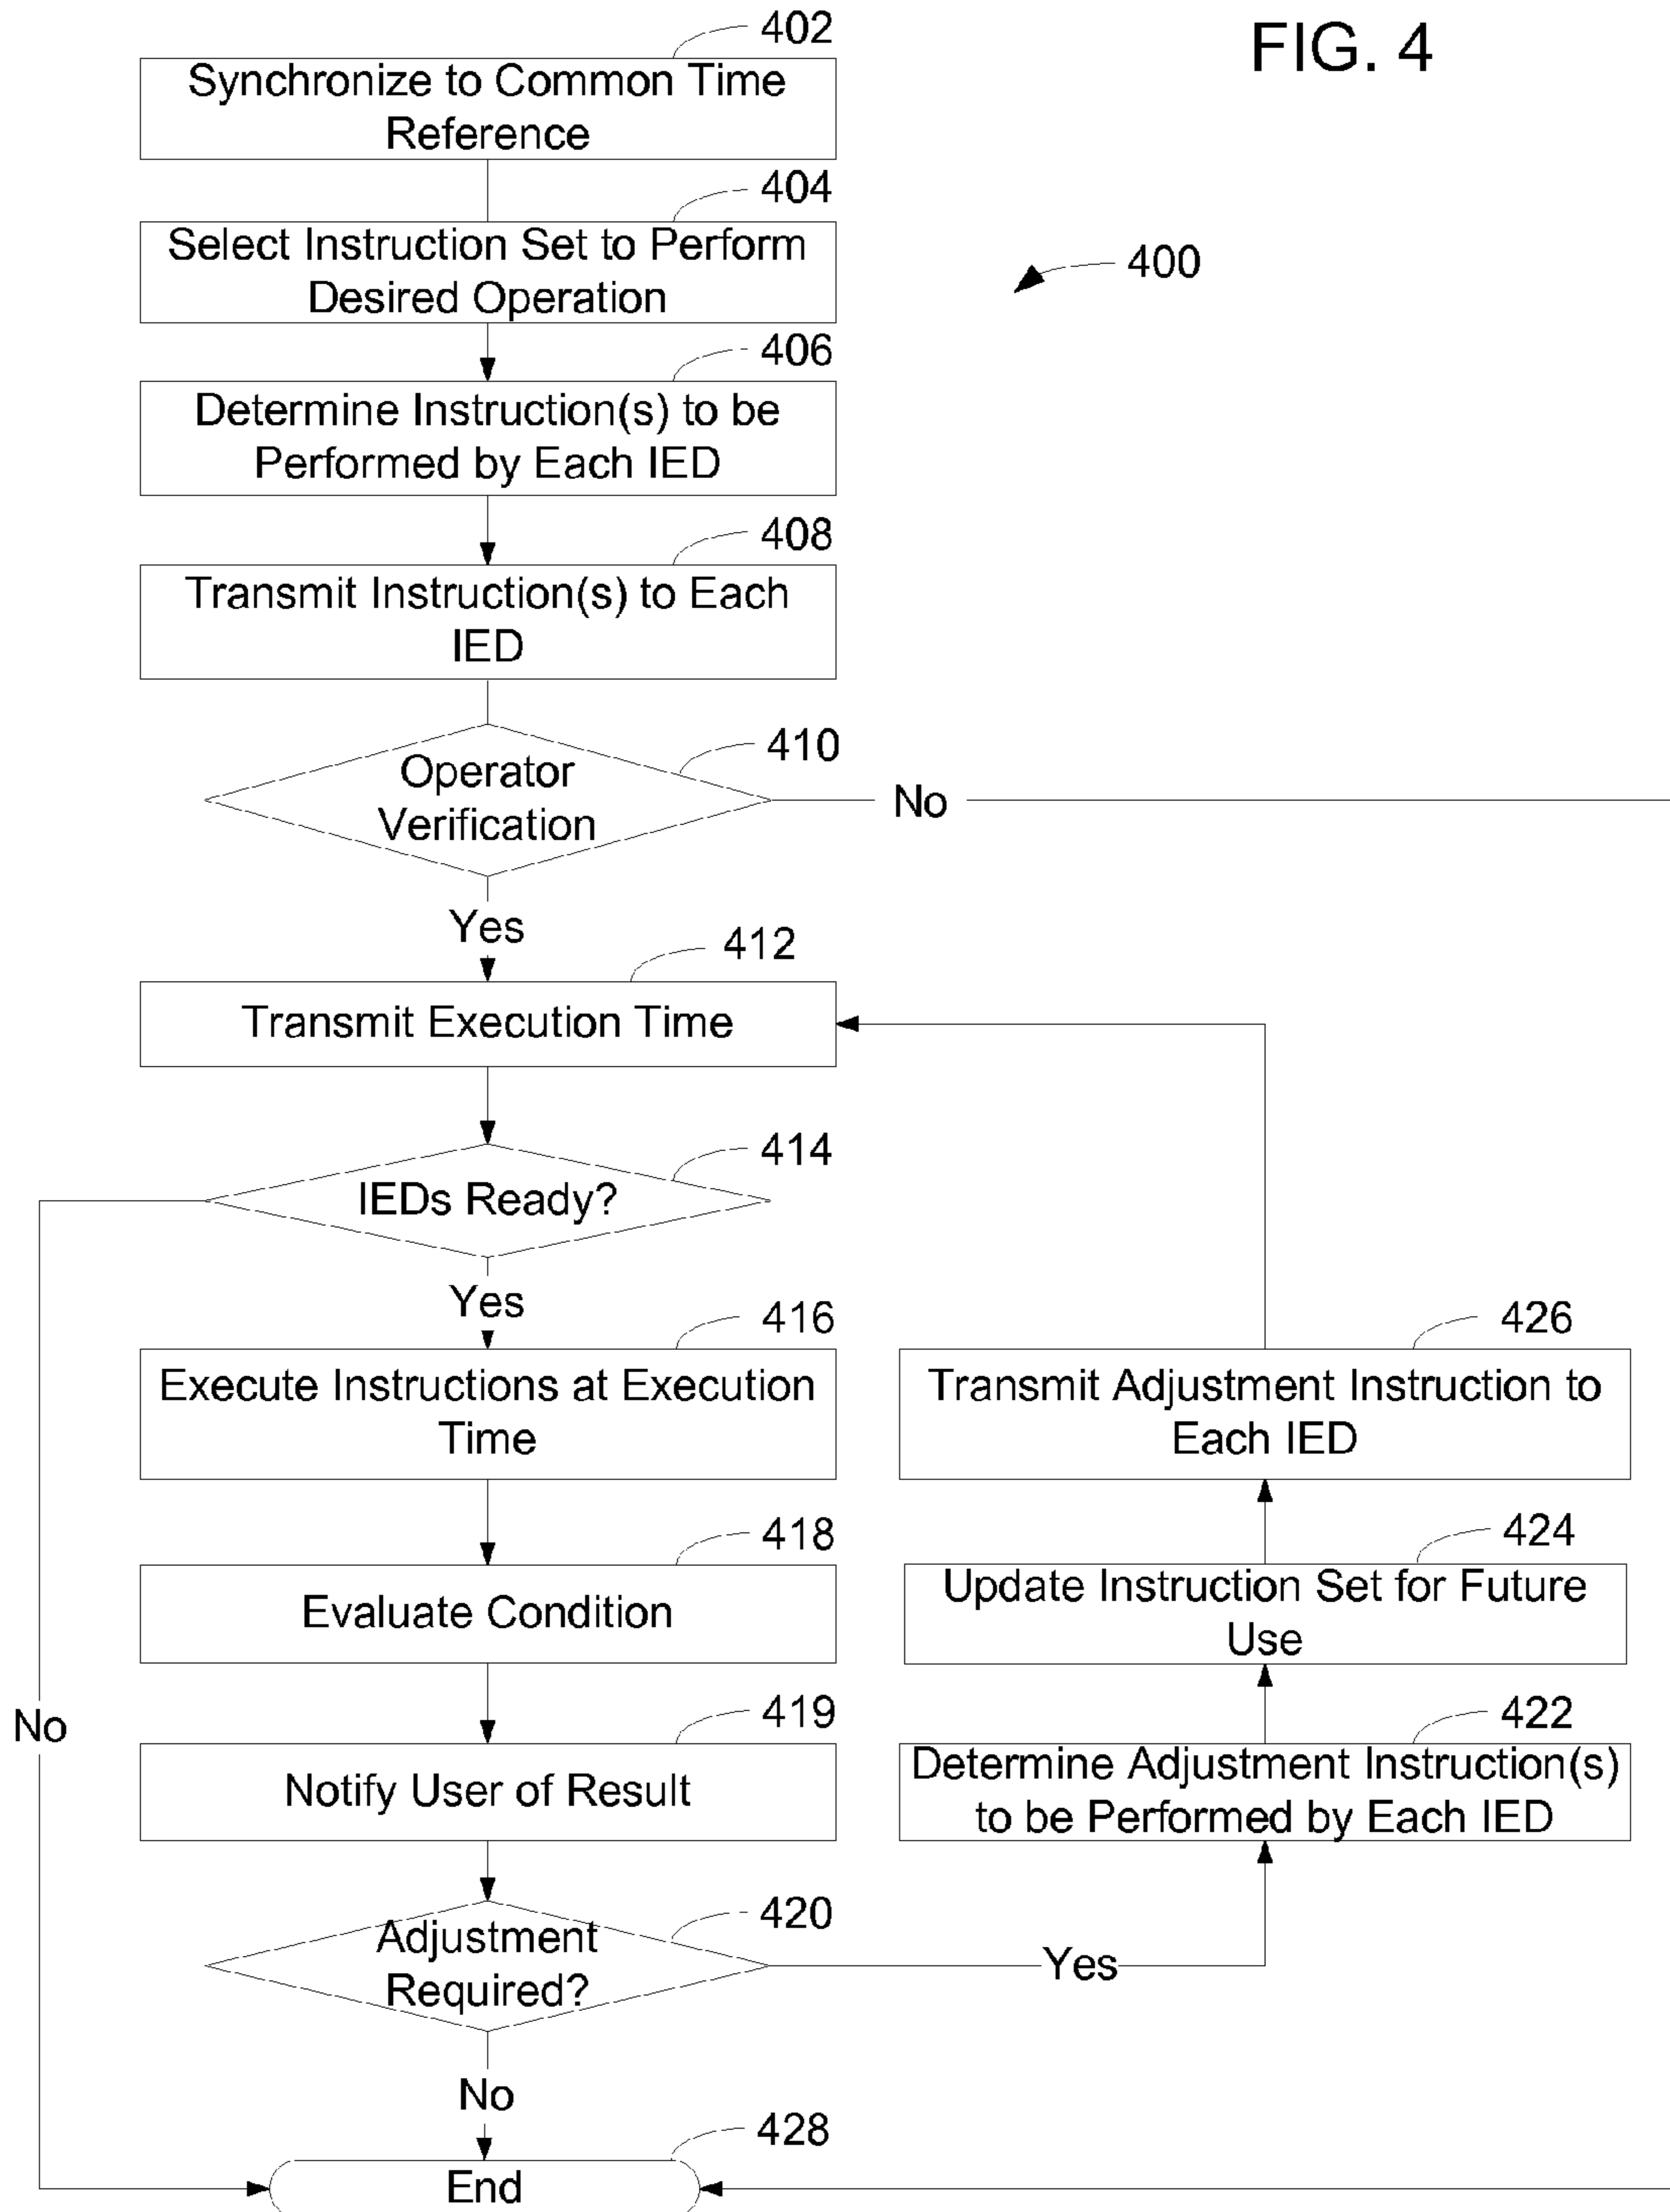 FIG. 4
402
Synchronize to Common Time
Reference
404
Select Instruction Set to Perform
Desired Operation
400
406
Determine Instruction(s) to be
Performed by Each IED
408
Transmit Instruction(s) to Each
IED
410
Operator
Verification
No
Yes
412
Transmit Execution Time
414
IEDs Ready?
Yes
416
Execute Instructions at Execution
Time
426
Transmit Adjustment Instruction to
Each IED
418
Evaluate Condition
424
Update Instruction Set for Future
Use
No
419
Notify User of Result
422
Determine Adjustment Instruction(s)
to be Performed by Each IED
420
Adjustment
Required?
Yes
No
428
End